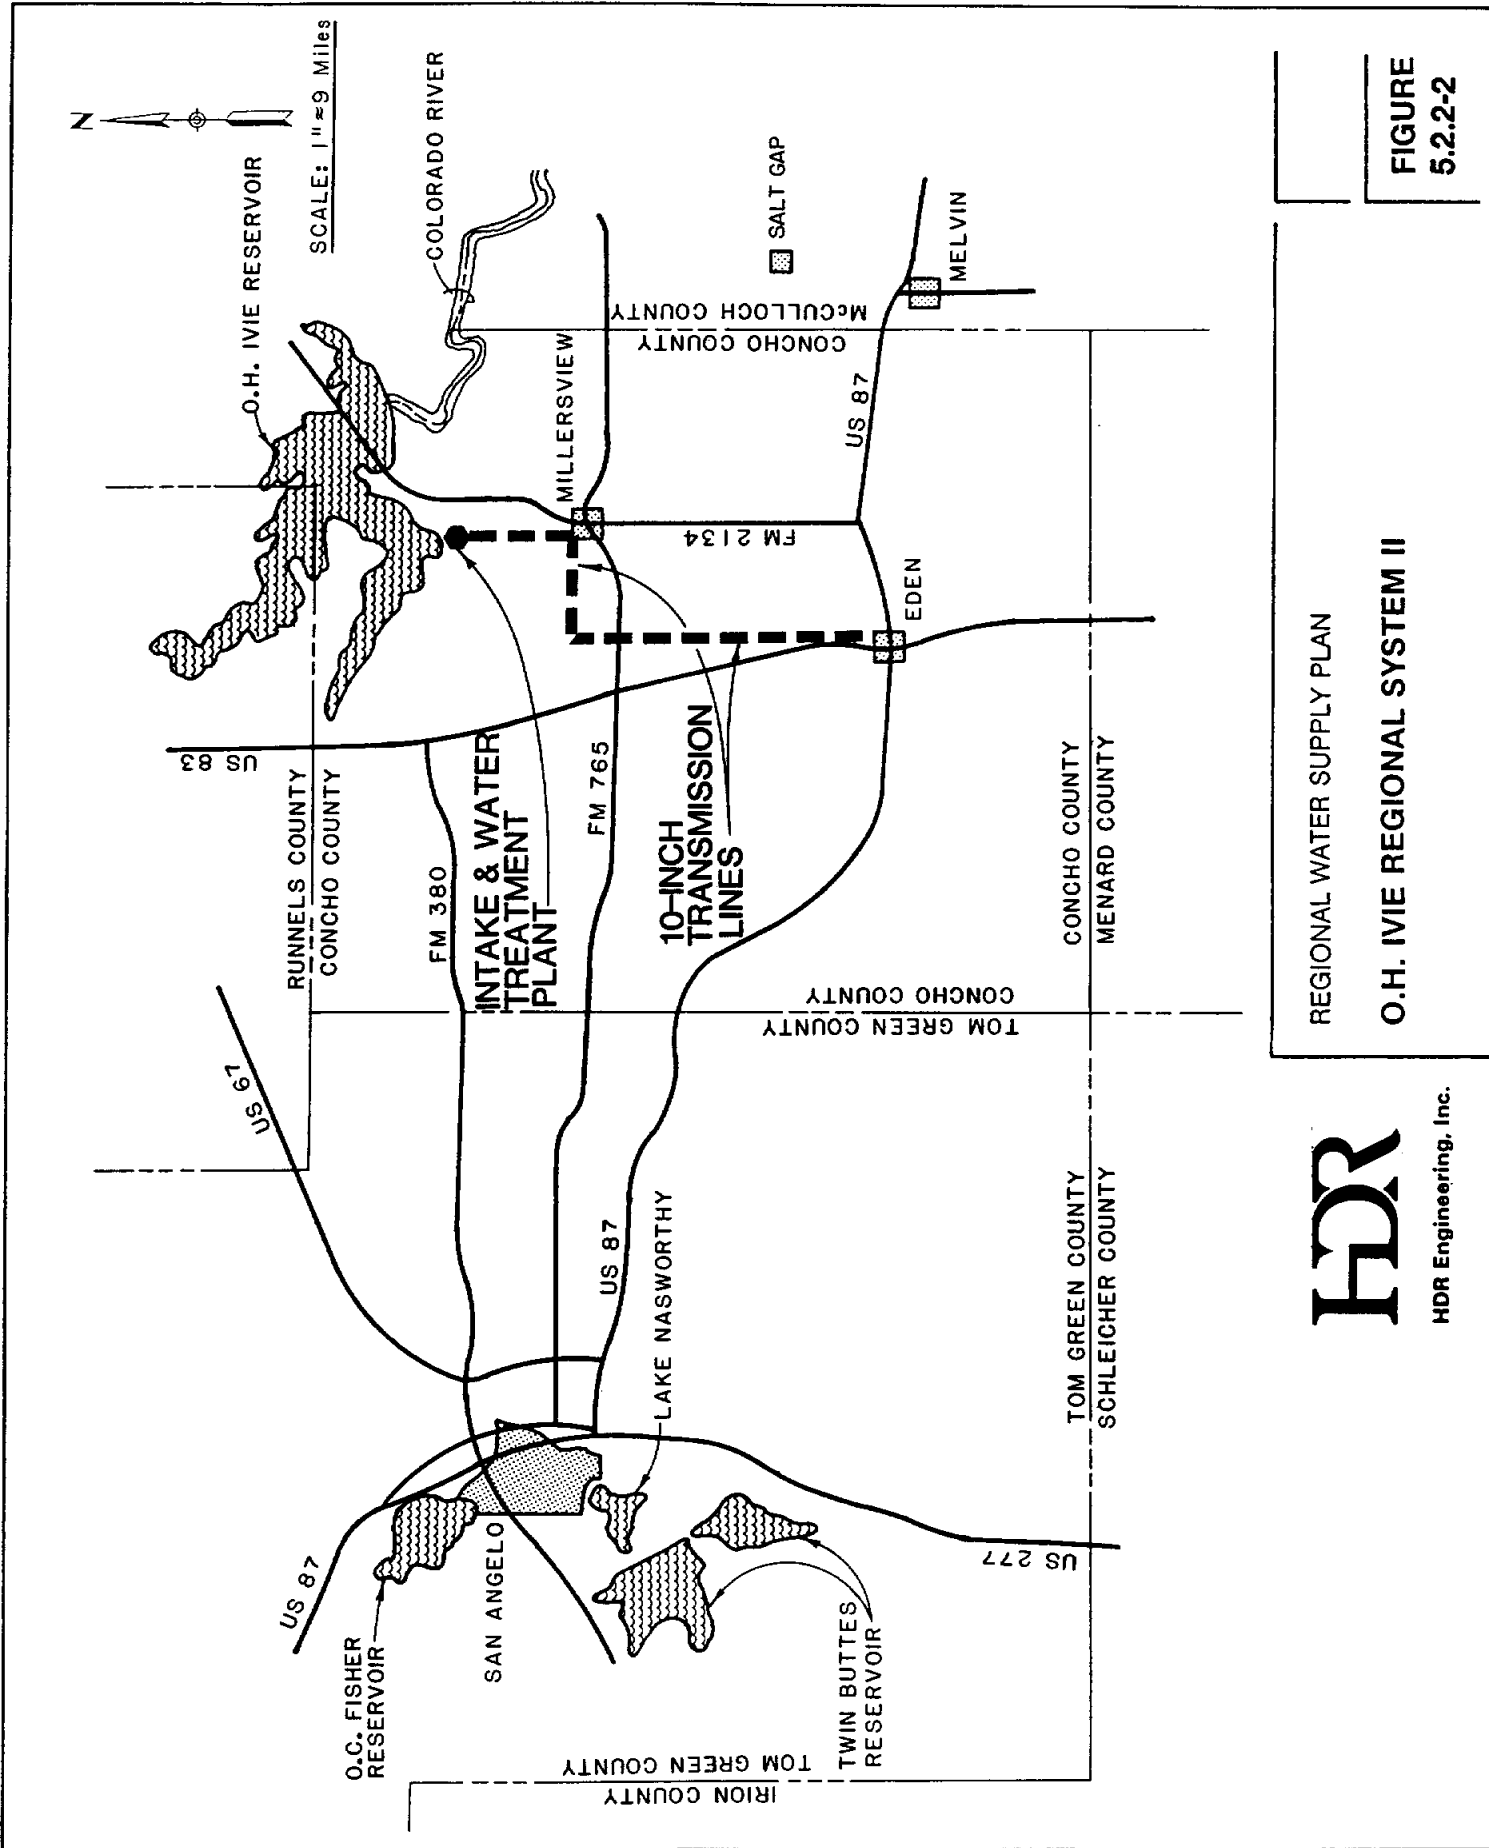 N
SCALE: 1" ≈ 9 Miles
O.H. IVIE RESERVOIR
COLORADO RIVER
MILLERSVIEW
SALT GAP
McCULLOCH COUNTY
CONCHO COUNTY
MELVIN
US 87
FM 2134
EDEN
US 83
RUNNELS COUNTY
CONCHO COUNTY
FM 380
INTAKE & WATER
TREATMENT
PLANT
FM 765
10-INCH
TRANSMISSION
LINES
CONCHO COUNTY
MENARD COUNTY
CONCHO COUNTY
TOM GREEN COUNTY
US 67
US 87
LAKE NASWORTHY
TOM GREEN COUNTY
SCHLEICHER COUNTY
US 87
O.C. FISHER
RESERVOIR
SAN ANGELO
TWIN BUTTES
RESERVOIR
US 277
TOM GREEN COUNTY
IRION COUNTY
HDR
HDR Engineering, Inc.
REGIONAL WATER SUPPLY PLAN
O.H. IVIE REGIONAL SYSTEM II
FIGURE
5.2.2-2